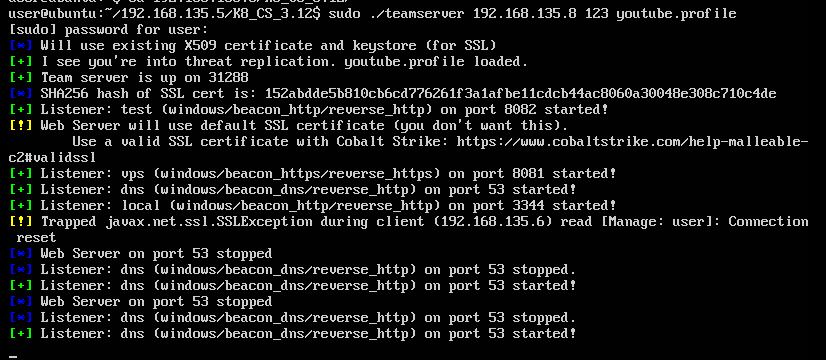 user@ubuntu:~/192.168.135.5/K8_CS_3.12$ sudo ./teamserver 192.168.135.8 123 youtube.profile
[sudo] password for user:
[*] Will use existing X509 certificate and keystore (for SSL)
[+] I see you're into threat replication. youtube.profile loaded.
[+] Team server is up on 31288
[*] SHA256 hash of SSL cert is: 152abdde5b810cb6cd776261f3a1afbe11cdcb44ac8060a30048e308c710c4de
[+] Listener: test (windows/beacon_http/reverse_http) on port 8082 started!
[!] Web Server will use default SSL certificate (you don't want this).
Use a valid SSL certificate with Cobalt Strike: https://www.cobaltstrike.com/help-malleable-
c2#validssl
[+] Listener: vps (windows/beacon_https/reverse_https) on port 8081 started!
[+] Listener: dns (windows/beacon_dns/reverse_http) on port 53 started!
[+] Listener: local (windows/beacon_http/reverse_http) on port 3344 started!
[!] Trapped javax.net.ssl.SSLException during client (192.168.135.6) read [Manage: user]: Connection
reset
[*] Web Server on port 53 stopped
[*] Listener: dns (windows/beacon_dns/reverse_http) on port 53 stopped.
[+] Listener: dns (windows/beacon_dns/reverse_http) on port 53 started!
[*] Web Server on port 53 stopped
[*] Listener: dns (windows/beacon_dns/reverse_http) on port 53 stopped.
[+] Listener: dns (windows/beacon_dns/reverse_http) on port 53 started!